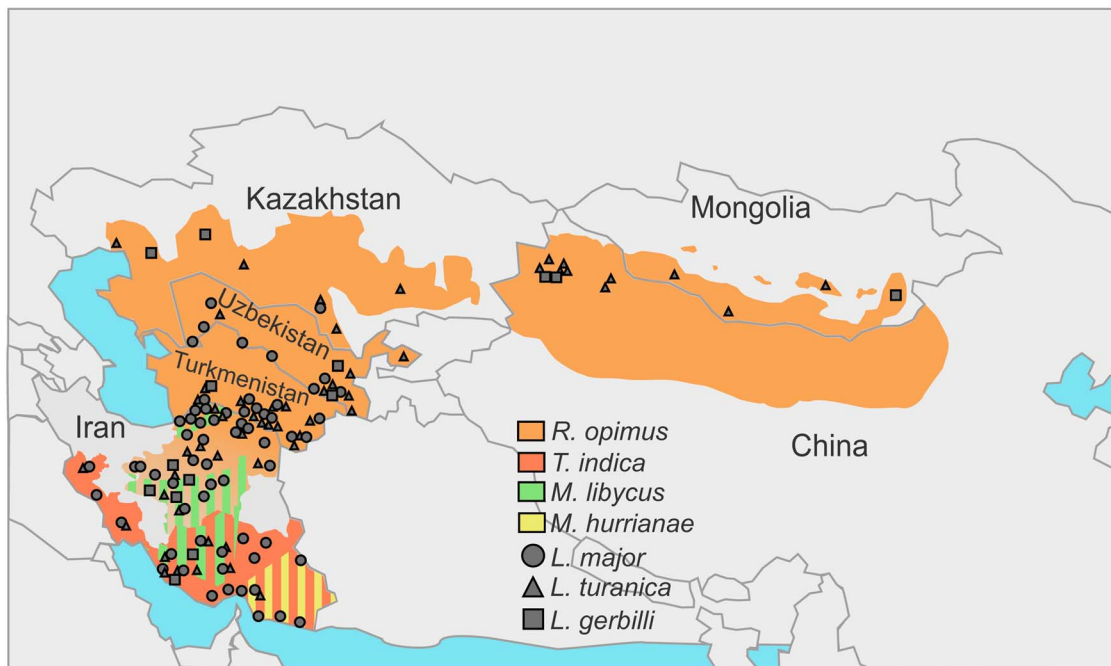 Kazakhstan
Mongolia
Uzbekistan
Turkmenistan
Iran
China
R. opimus
T. indica
M. libycus
M. hurrianae
L. major
L. turanica
L. gerbilli